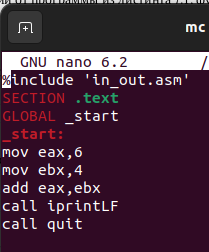 mc
GNU nano 6.2 /
%include 'in_out.asm'
SECTION .text
GLOBAL _start
_start:
mov eax,6
mov ebx,4
add eax,ebx
call iprintLF
call quit